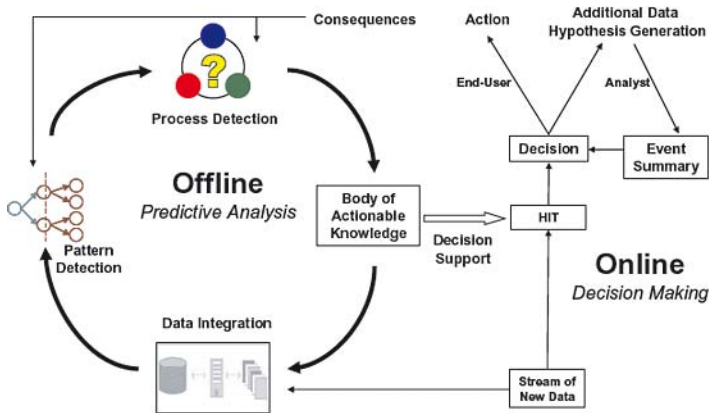 Consequences
Action
Additional Data
Hypothesis Generation
?
End-User
Analyst
Process Detection
Decision
Event
Summary
Offline
Predictive Analysis
Body of
Actionable
Knowledge
HIT
Decision
Support
Pattern
Detection
Online
Decision Making
Data Integration
Stream of
New Data